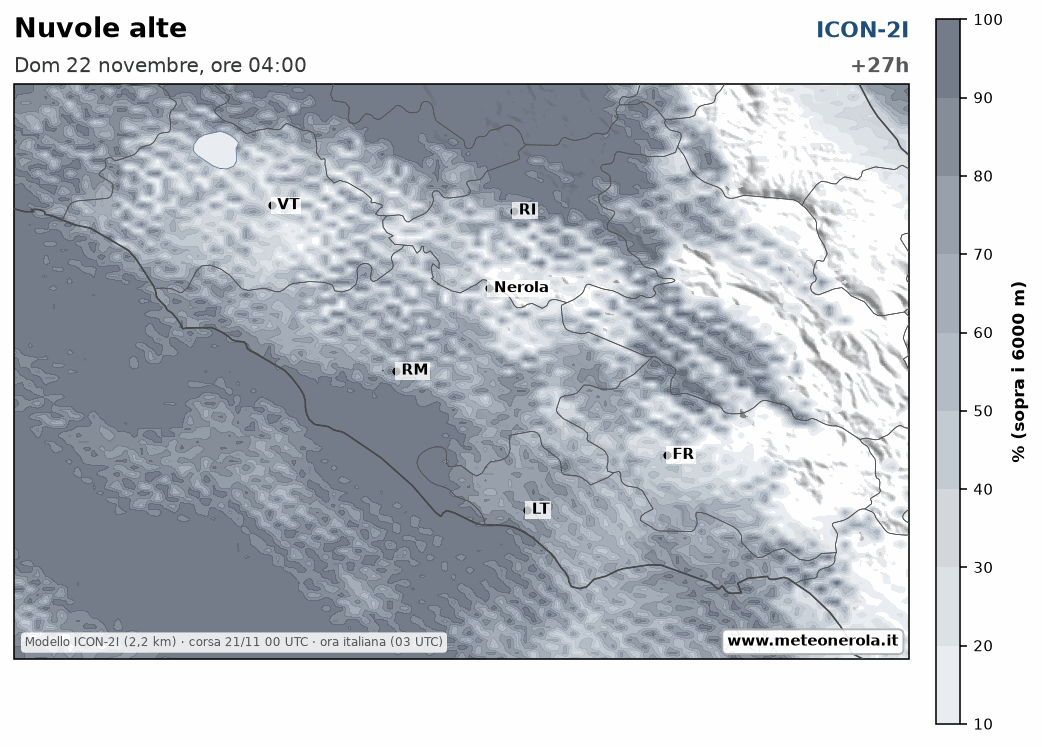 Nuvole alte
ICON-2I
Dom 22 novembre, ore 04:00
+27h
100
90
80
70
60
50
40
30
20
10
% (sopra i 6000 m)
VT
RI
Nerola
RM
FR
LT
Modello ICON-2I (2,2 km) · corsa 21/11 00 UTC · ora italiana (03 UTC)
www.meteonerola.it